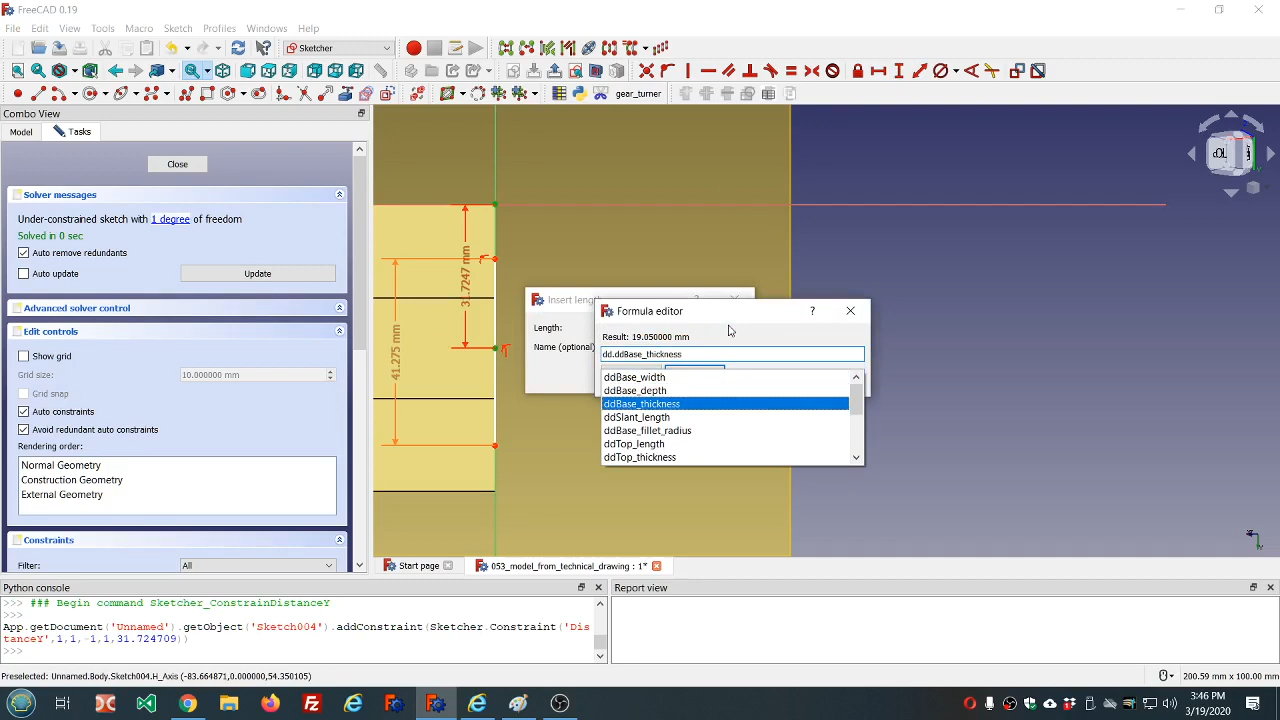 FreeCAD 0.19
File Edit View Tools Macro Sketch Profiles Windows Help
Sketcher
gear_turner
Combo View
Model Tasks
Close
Solver messages
Under-constrained sketch with 1 degree of freedom
Solved in 0 sec
Auto remove redundants
Auto update
Update
Advanced solver control
Edit controls
Show grid
Grid size: 10.000000 mm
Grid snap
Auto constraints
Avoid redundant auto constraints
Rendering order:
Normal Geometry
Construction Geometry
External Geometry
Constraints
Filter: All
31.7247 mm
41.275 mm
Insert leng
Length:
Name (optional)
Formula editor
?
Result: 19.050000 mm
dd.ddBase_thickness
ddBase_width
ddBase_depth
ddBase_thickness
ddSlant_length
ddBase_fillet_radius
ddTop_length
ddTop_thickness
Start page
053_model_from_technical_drawing : 1*
Python console
>>> ### Begin command Sketcher_ConstrainDistanceY
>>>
App.getDocument('Unnamed').getObject('Sketch004').addConstraint(Sketcher.Constraint('Dis
tanceY',1,1,-1,1,31.724709))
>>>
Report view
Preselected: Unnamed.Body.Sketch004.H_Axis (-83.664871,0.000000,54.350105)
200.59 mm x 100.00 mm
3:46 PM
3/19/2020